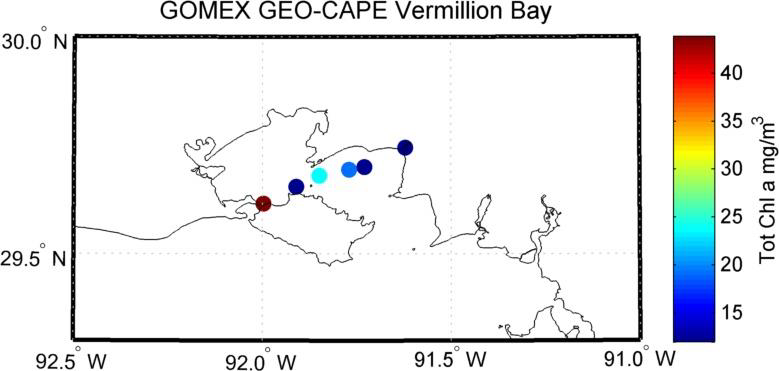 GOMEX GEO-CAPE Vermillion Bay
30.0° N
29.5° N
92.5° W
92.0° W
91.5° W
91.0° W
40
35
30
25
20
15
Tot Chl a mg/m³